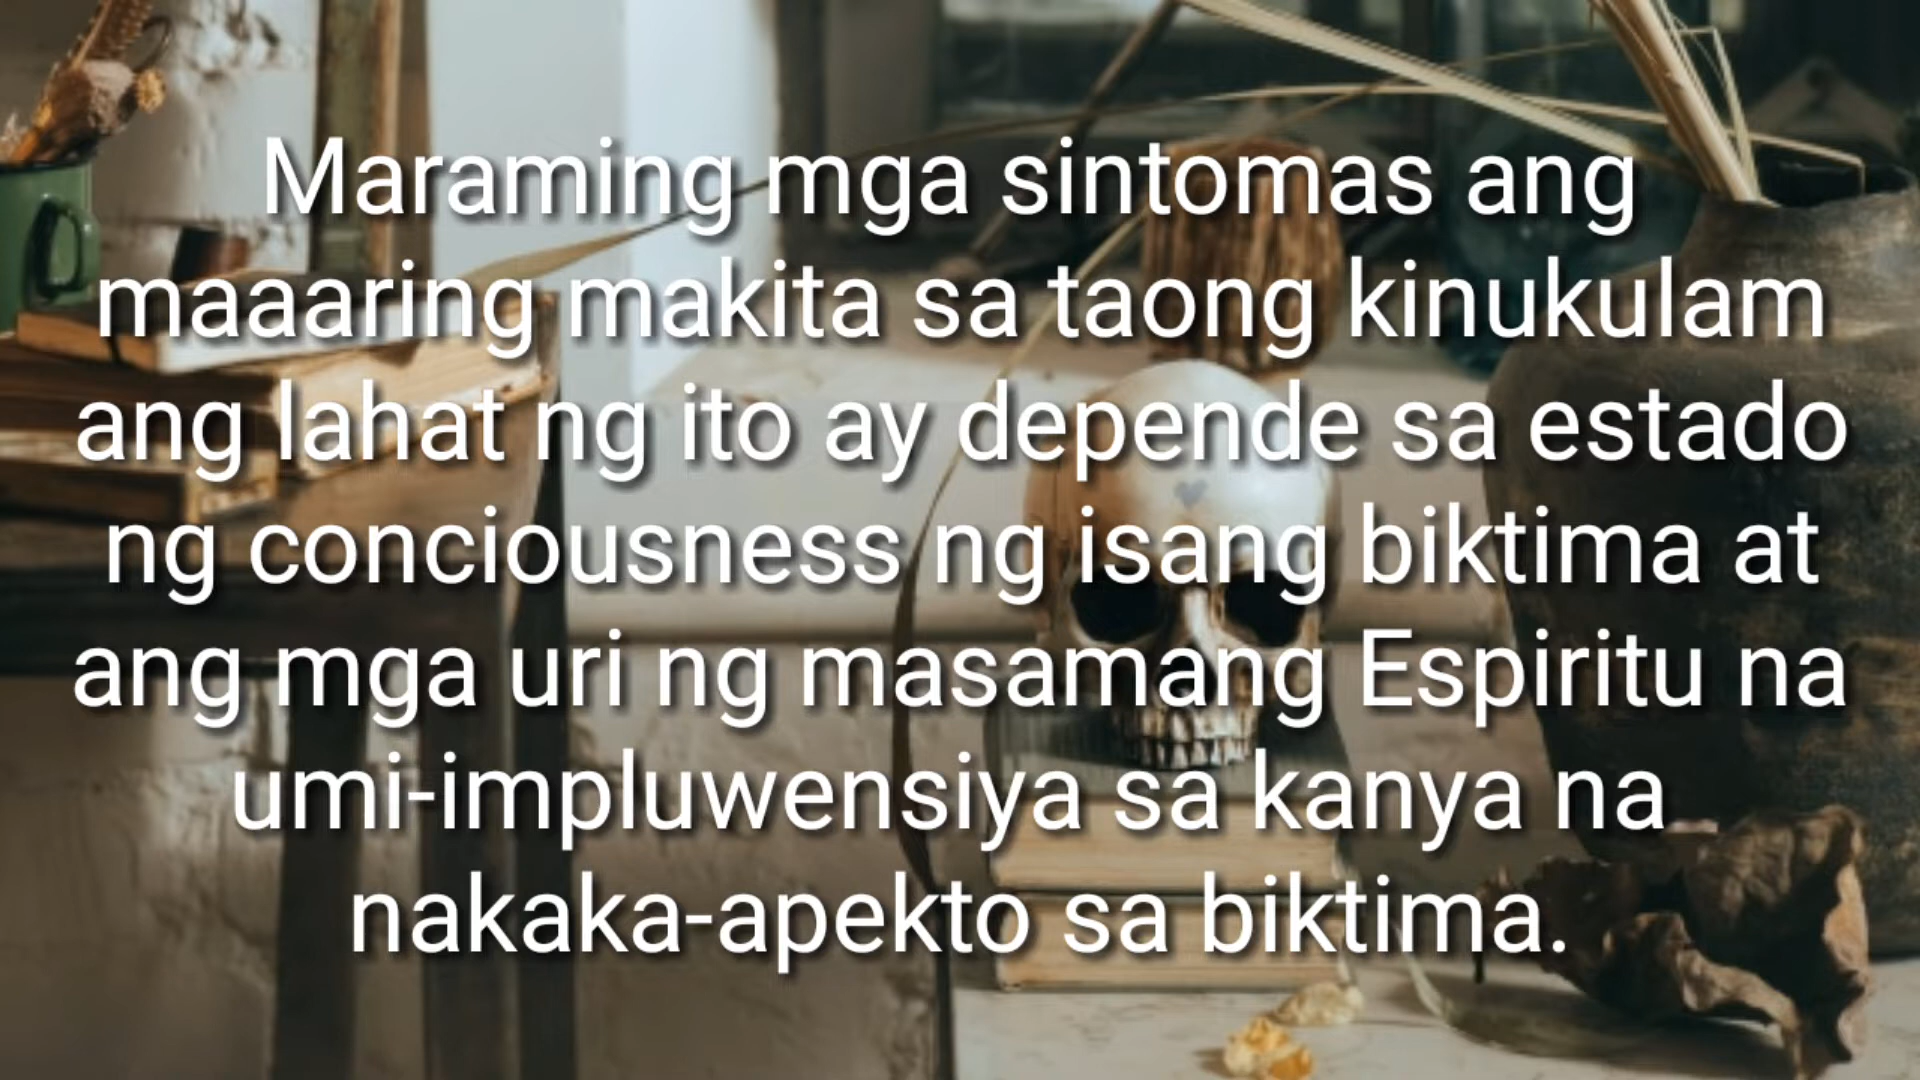 Maraming mga sintomas ang
maaaring makita sa taong kinukulam
ang lahat ng ito ay depende sa estado
ng conciousness ng isang biktima at
ang mga uri ng masamang Espiritu na
umi-impluwensiya sa kanya na
nakaka-apekto sa biktima.